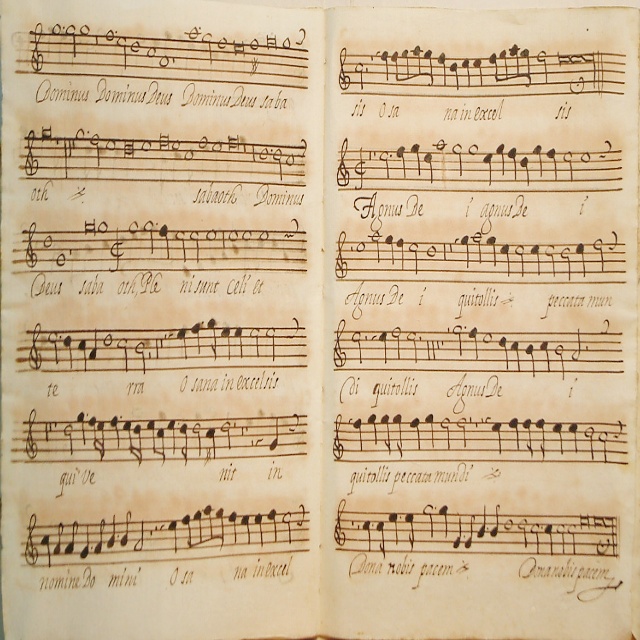 Dominus Dominus Deus Dominus Deus saba
oth sabaoth Dominus
Deus saba oth, Ple ni sunt Celi et
te rra Osana in excelsis
qui ve nit in
nomine do mini Osa na in excel
sis Osa na in excel sis
Agnus De i agnus De i
Agnus De i qui tollis peccata mun
Di qui tollis Agnus De i
qui tollis peccata mundi
Dona nobis pacem Dona nobis pacem